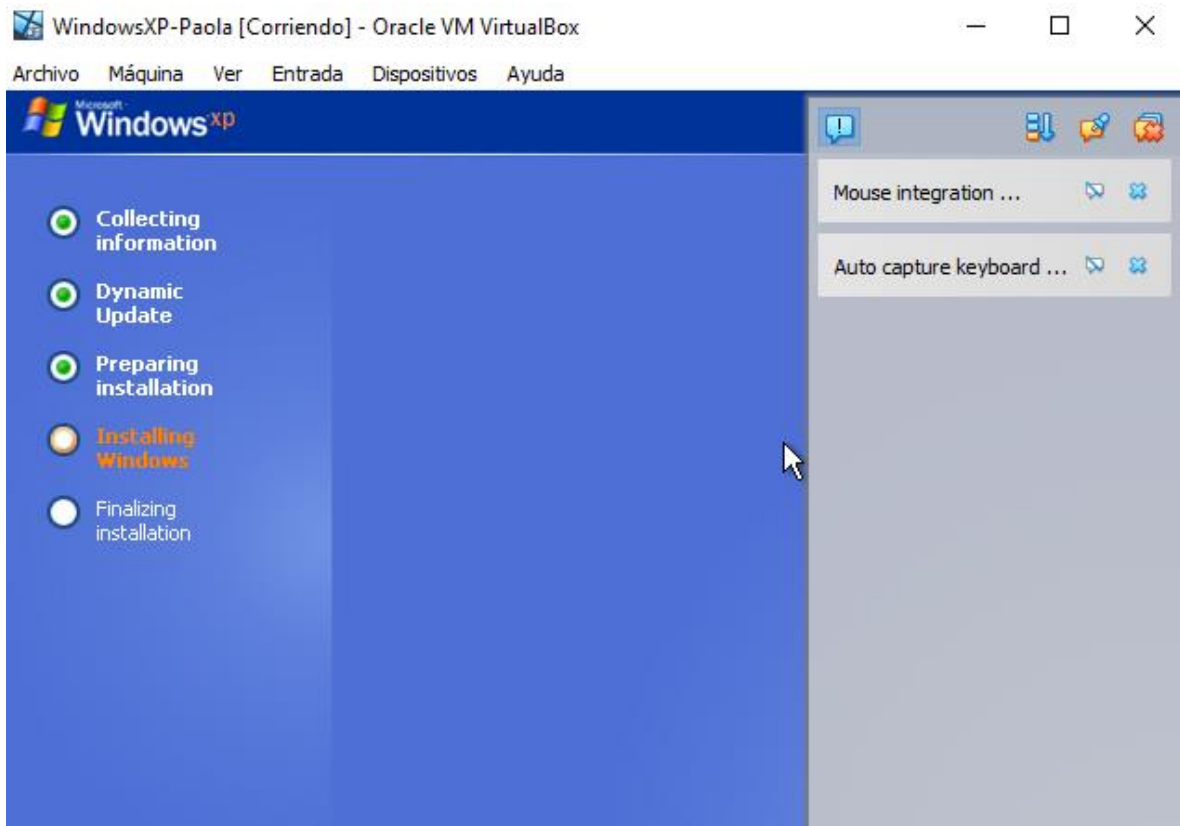 WindowsXP-Paola [Corriendo] - Oracle VM VirtualBox
Archivo Máquina Ver Entrada Dispositivos Ayuda
Microsoft
Windows xp
Collecting
information
Dynamic
Update
Preparing
installation
Installing
Windows
Finalizing
installation
Mouse integration ...
Auto capture keyboard ...